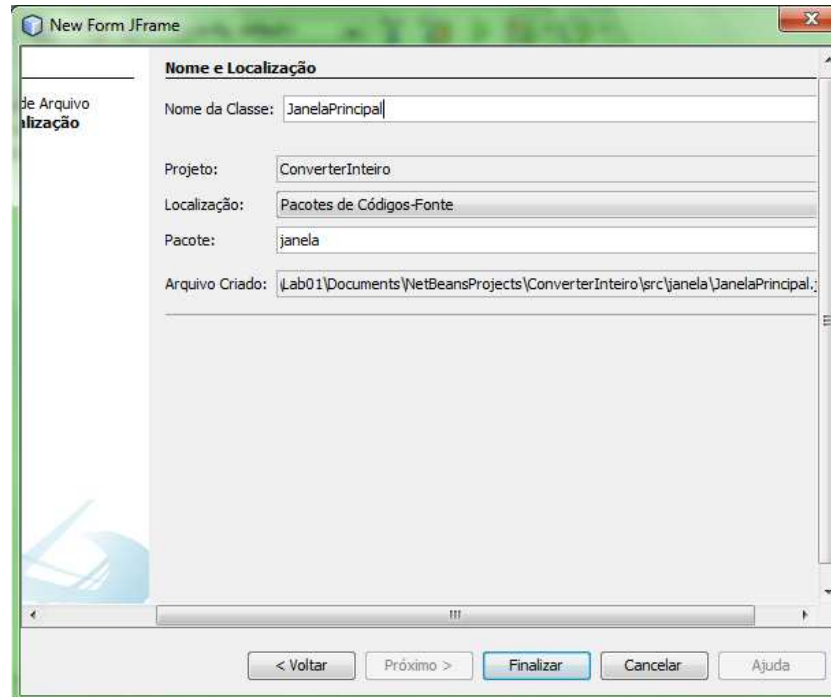 New Form JFrame
Nome e Localização
de Arquivo
alização
Nome da Classe: JanelaPrincipal
Projeto: ConverterInteiro
Localização: Pacotes de Códigos-Fonte
Pacote: janela
Arquivo Criado: \Lab01\Documents\NetBeansProjects\ConverterInteiro\src\janela\JanelaPrincipal.j
< Voltar Próximo > Finalizar Cancelar Ajuda